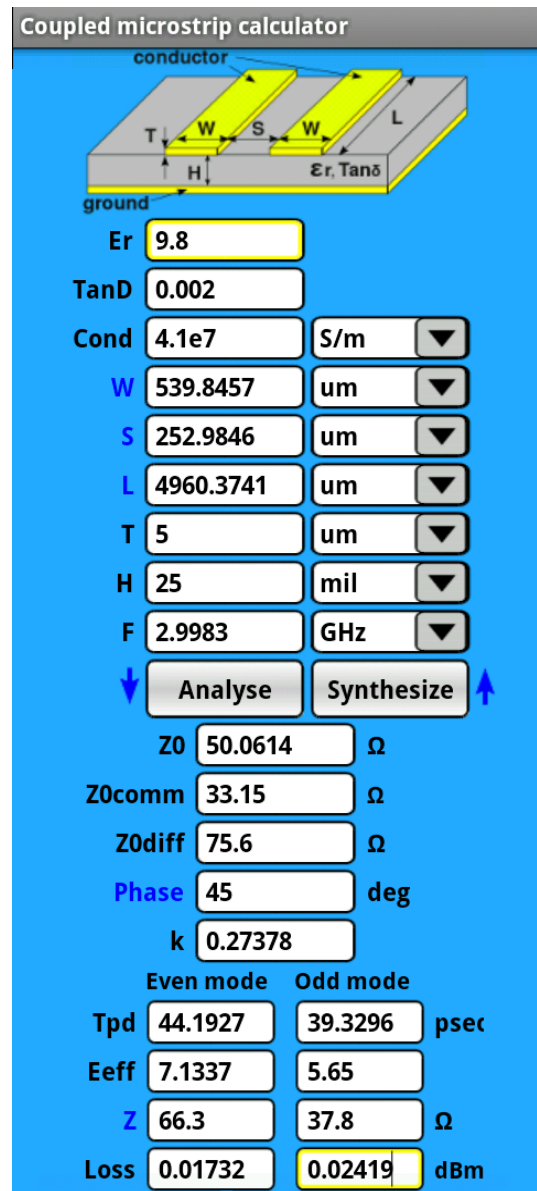 Coupled microstrip calculator
conductor
T W S W L
H εr, Tanδ
ground
Er 9.8
TanD 0.002
Cond 4.1e7 S/m
W 539.8457 um
S 252.9846 um
L 4960.3741 um
T 5 um
H 25 mil
F 2.9983 GHz
Analyse Synthesize
Z0 50.0614 Ω
Z0comm 33.15 Ω
Z0diff 75.6 Ω
Phase 45 deg
k 0.27378
Even mode Odd mode
Tpd 44.1927 39.3296 psec
Eeff 7.1337 5.65
Z 66.3 37.8 Ω
Loss 0.01732 0.02419 dBm